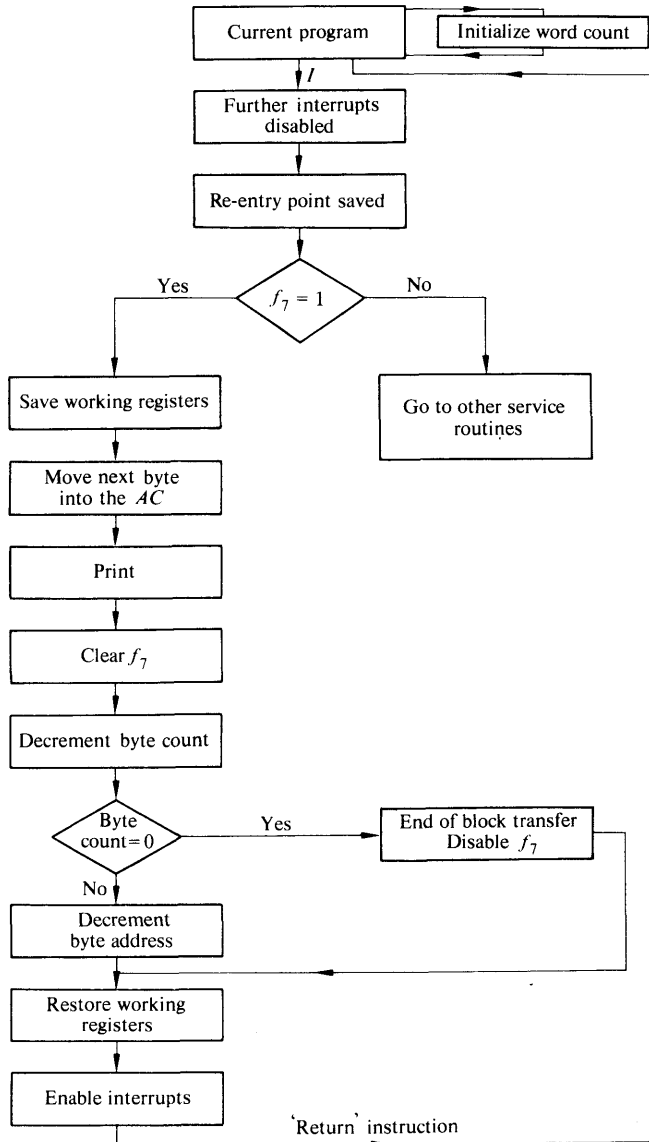 Current program
Initialize word count
I
Further interrupts
disabled
Re-entry point saved
Yes
f7 = 1
No
Save working registers
Go to other service
routines
Move next byte
into the AC
Print
Clear f7
Decrement byte count
Byte
count=0
Yes
End of block transfer
Disable f7
No
Decrement
byte address
Restore working
registers
Enable interrupts
'Return' instruction